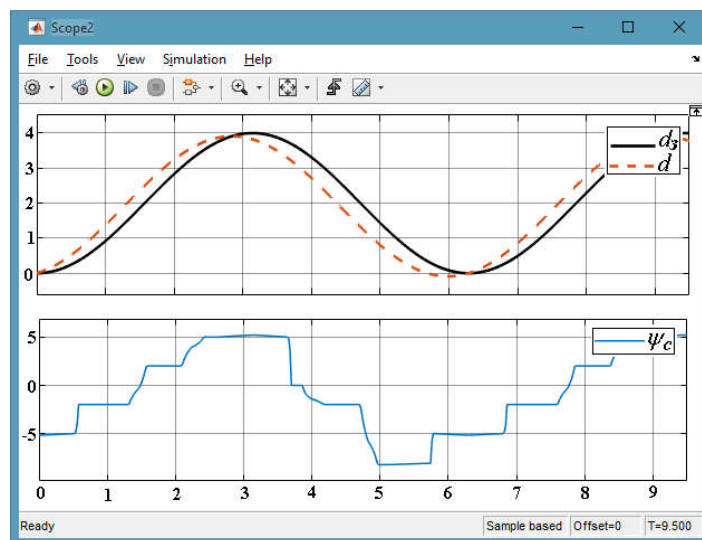 Scope2
File Tools View Simulation Help
4
3
2
1
0
d₃
d
5
0
-5
ψ_c
0 1 2 3 4 5 6 7 8 9
Ready Sample based Offset=0 T=9.500